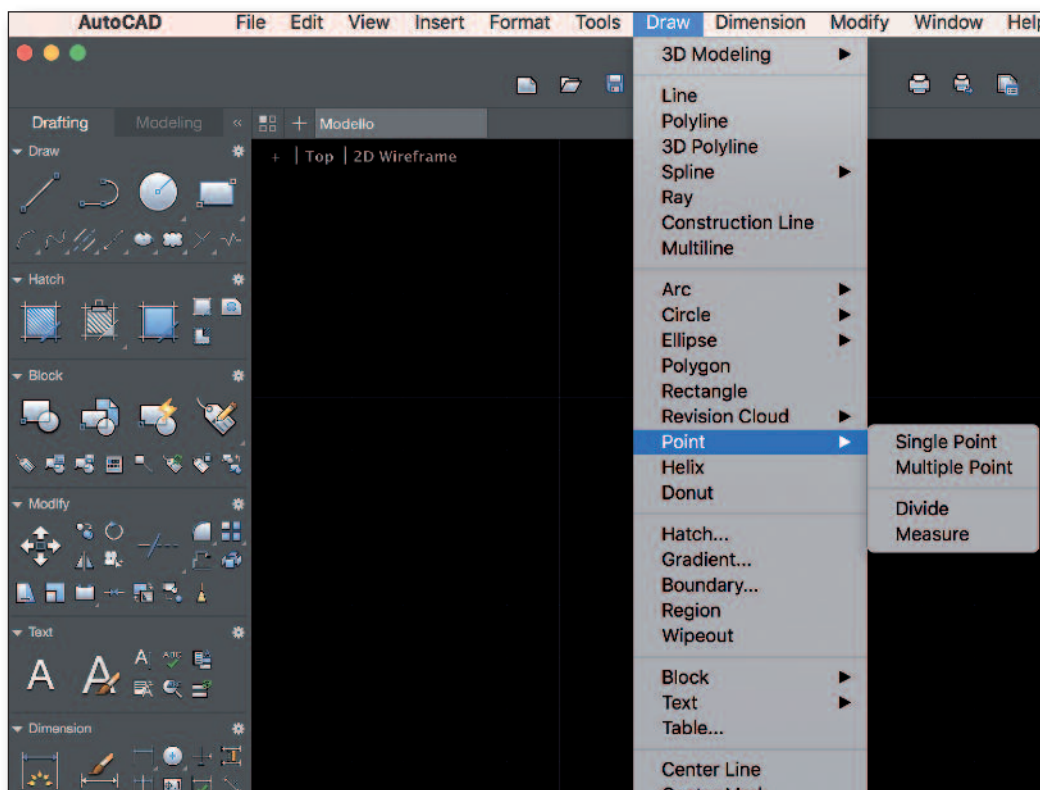 AutoCAD File Edit View Insert Format Tools Draw Dimension Modify Window Help
Drafting Modeling « + Modello
+ | Top | 2D Wireframe
Draw
Hatch
Block
Modify
Text
A A A ABC
Dimension
3D Modeling
Line
Polyline
3D Polyline
Spline
Ray
Construction Line
Multiline
Arc
Circle
Ellipse
Polygon
Rectangle
Revision Cloud
Point
Helix
Donut
Hatch...
Gradient...
Boundary...
Region
Wipeout
Block
Text
Table...
Center Line
Single Point
Multiple Point
Divide
Measure